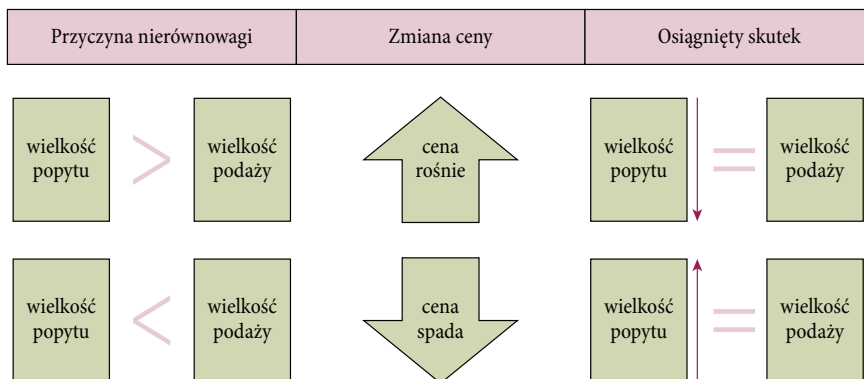 Przyczyna nierównowagi
Zmiana ceny
Osiągnięty skutek
wielkość
popytu
>
wielkość
podaży
cena
rośnie
wielkość
popytu
=
wielkość
podaży
wielkość
popytu
<
wielkość
podaży
cena
spada
wielkość
popytu
=
wielkość
podaży